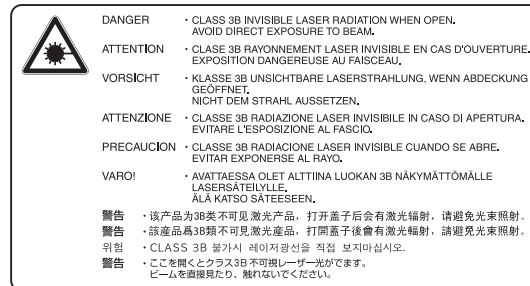 DANGER ・CLASS 3B INVISIBLE LASER RADIATION WHEN OPEN.
AVOID DIRECT EXPOSURE TO BEAM.
ATTENTION ・CLASE 3B RAYONNEMENT LASER INVISIBLE EN CAS D'OUVERTURE.
EXPOSITION DANGEREUSE AU FAISCEAU.
VORSICHT ・KLASSE 3B UNSICHTBARE LASERSTRAHLUNG, WENN ABDECKUNG
GEÖFFNET.
NICHT DEM STRAHL AUSSETZEN.
ATTENZIONE ・CLASSE 3B RADIAZIONE LASER INVISIBILE IN CASO DI APERTURA.
EVITARE L'ESPOSIZIONE AL FASCIO.
PRECAUCION ・CLASSE 3B RADIACIONE LASER INVISIBILE CUANDO SE ABRE.
EVITAR EXPONERSE AL RAYO.
VARO! ・AVATTAESSA OLET ALTTIINA LUOKAN 3B NÄKYMÄTTÖMÄLLE
LASERSÄTEILYLLE.
ÄLÄ KATSO SÄTEESEEN.
警告 ・该产品为3B类不可见激光产品，打开盖子后会有激光辐射，请避免光束照射。
警告 ・該産品爲3B類不可見激光産品，打開蓋子後會有激光輻射，請避免光束照射。
위험 ・CLASS 3B 불가시 레이저광선을 직접 보지마십시오.
警告 ・ここを開くとクラス3B不可視レーザー光がでます。
ビームを直接見たり、触れないでください。